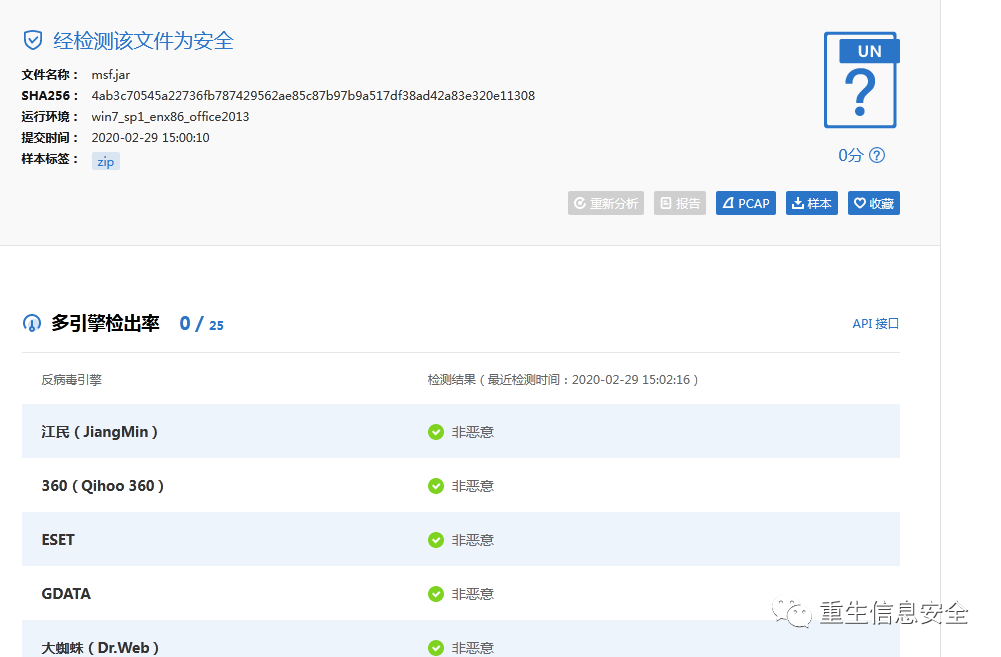 经检测该文件为安全
文件名称： msf.jar
SHA256： 4ab3c70545a22736fb787429562ae85c87b97b9a517df38ad42a83e320e11308
运行环境： win7_sp1_enx86_office2013
提交时间： 2020-02-29 15:00:10
样本标签： zip
UN
?
0分 ?
重新分析 报告 PCAP 样本 收藏
多引擎检出率 0 / 25 API 接口
反病毒引擎 检测结果 ( 最近检测时间：2020-02-29 15:02:16 )
江民 ( JiangMin ) 非恶意
360 ( Qihoo 360 ) 非恶意
ESET 非恶意
GDATA 非恶意
重生信息安全
大蜘蛛 ( Dr.Web ) 非恶意